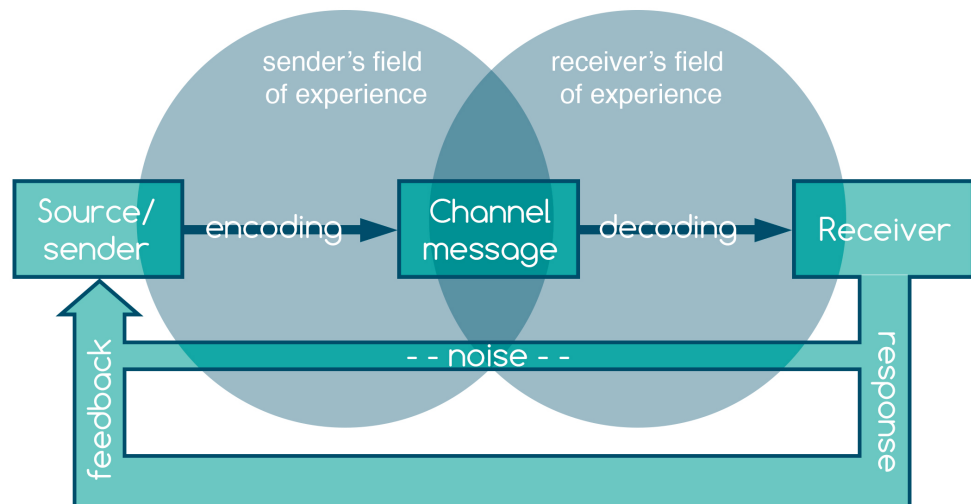 sender's field
of experience
receiver's field
of experience
Source/
sender
encoding
Channel
message
decoding
Receiver
- - noise - -
feedback
response